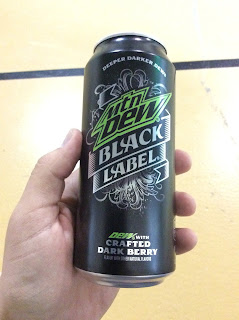 DEEPER DARKER DEW
mtn
DEW
BLACK
LABEL
DEW WITH
CRAFTED
DARK BERRY